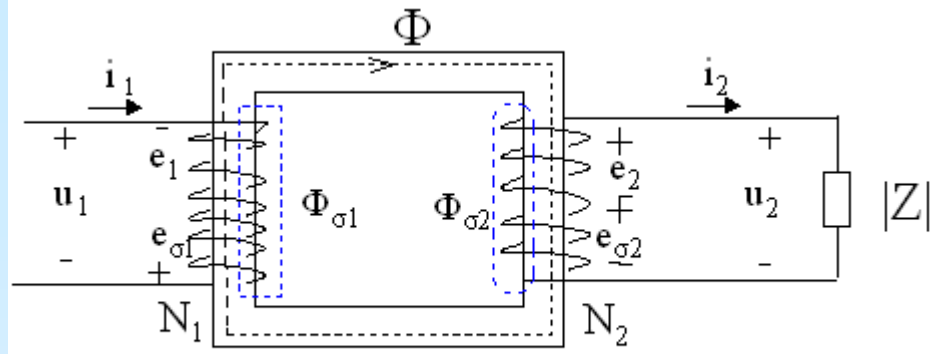 Φ
i₁
i₂
+
-
+
+
e₁
e₂
u₁
Φσ1
Φσ2
+
u₂
|Z|
eσ1
eσ2
-
+
-
-
N₁
N₂